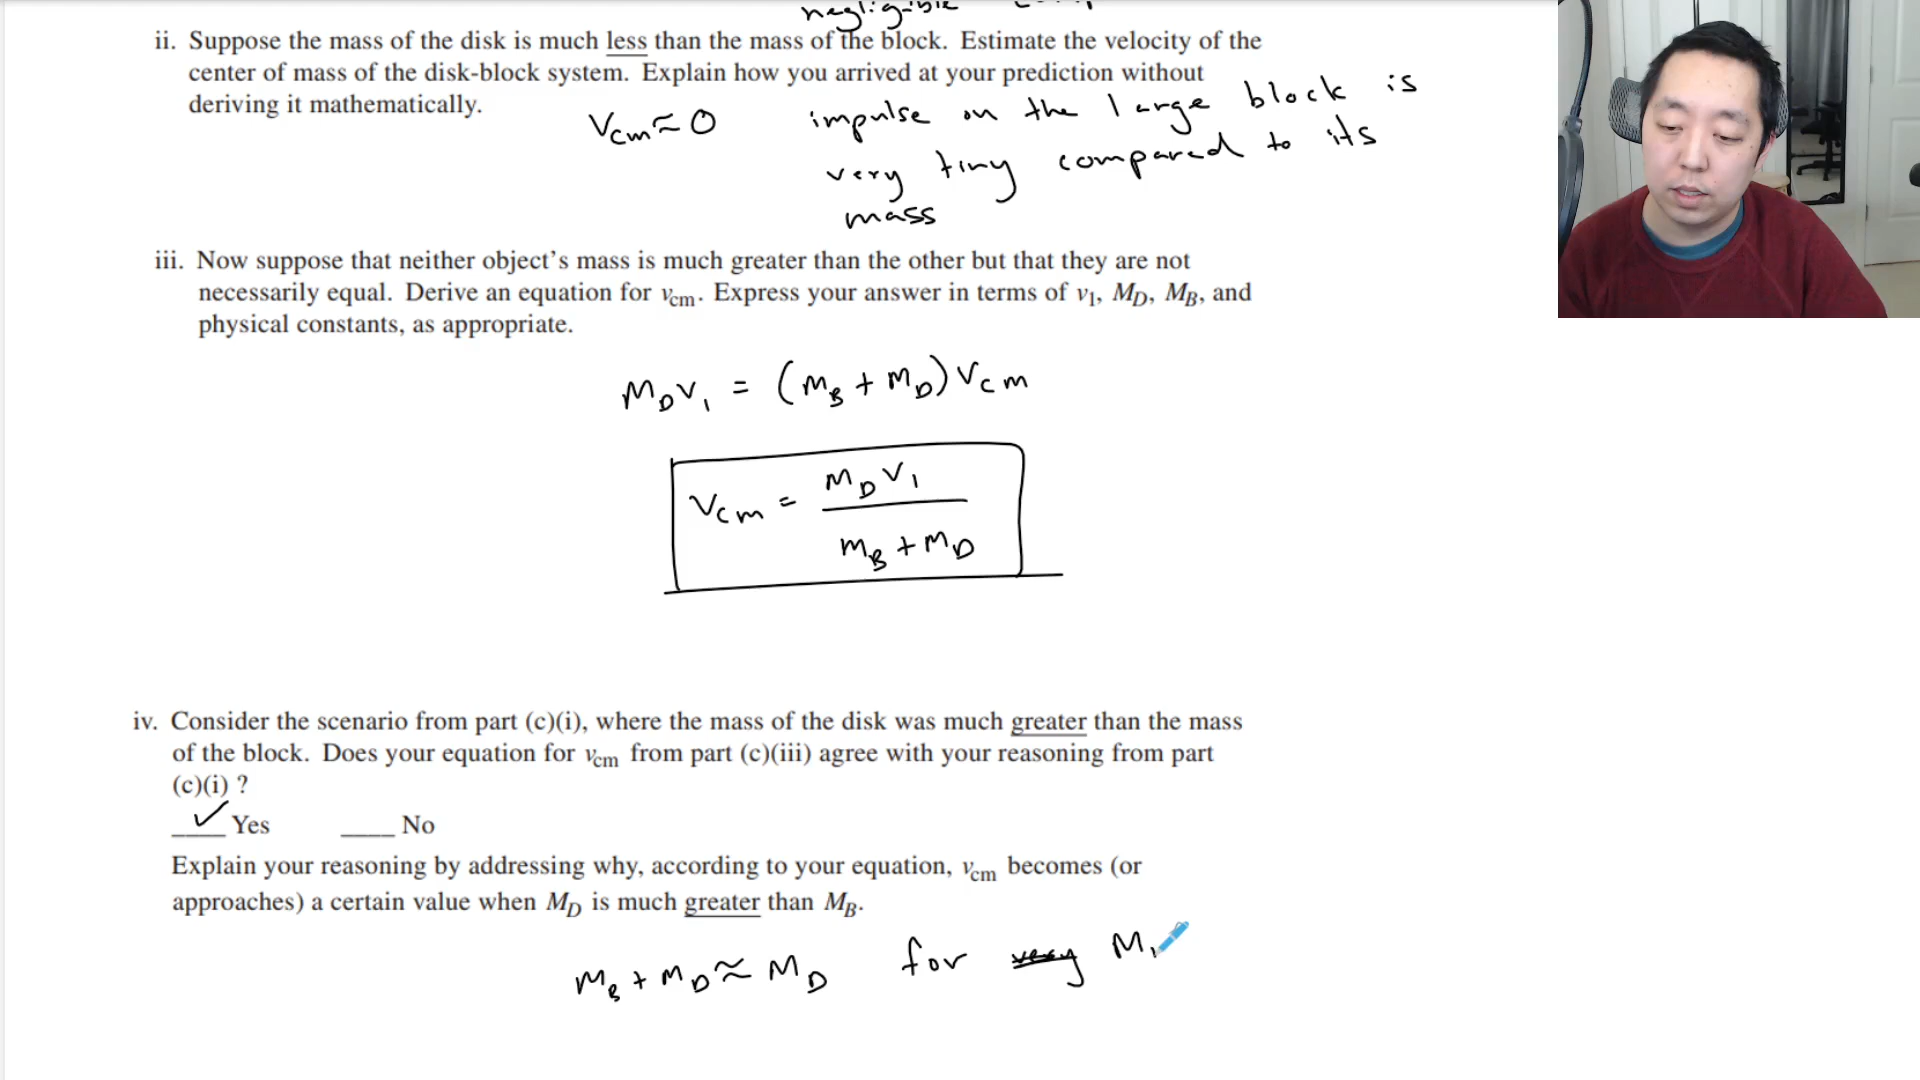 negligible
ii. Suppose the mass of the disk is much less than the mass of the block. Estimate the velocity of the
center of mass of the disk-block system. Explain how you arrived at your prediction without
deriving it mathematically.
Vcm ≈ 0
impulse on the large block is
very tiny compared to its
mass
iii. Now suppose that neither object's mass is much greater than the other but that they are not
necessarily equal. Derive an equation for vcm. Express your answer in terms of v1, MD, MB, and
physical constants, as appropriate.
MDV1 = (MB + MD) Vcm
Vcm = MDV1 / MB + MD
iv. Consider the scenario from part (c)(i), where the mass of the disk was much greater than the mass
of the block. Does your equation for vcm from part (c)(iii) agree with your reasoning from part
(c)(i) ?
✓ Yes ____ No
Explain your reasoning by addressing why, according to your equation, vcm becomes (or
approaches) a certain value when MD is much greater than MB.
MB + MD ≈ MD for very M